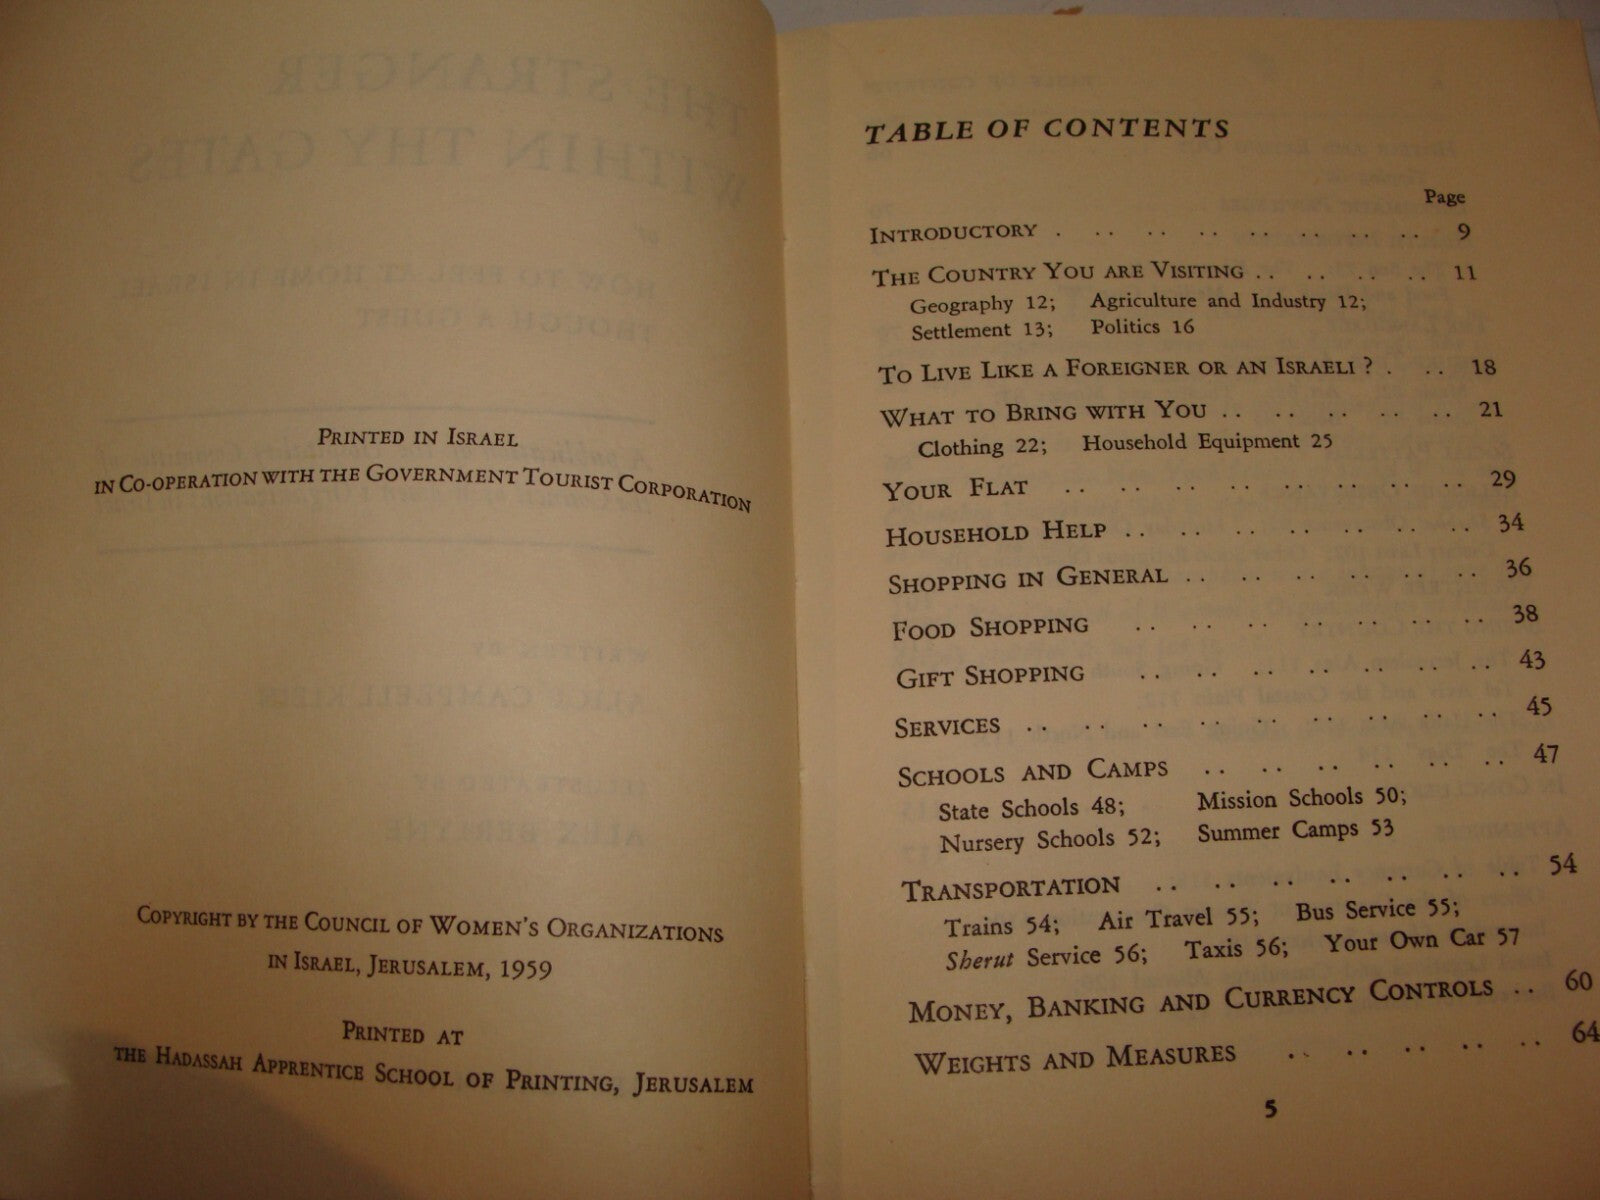 PRINTED IN ISRAEL
IN CO-OPERATION WITH THE GOVERNMENT TOURIST CORPORATION
COPYRIGHT BY THE COUNCIL OF WOMEN'S ORGANIZATIONS
IN ISRAEL, JERUSALEM, 1959
PRINTED AT
THE HADASSAH APPRENTICE SCHOOL OF PRINTING, JERUSALEM
TABLE OF CONTENTS
Page
INTRODUCTORY . .. .. .. .. .. .. .. 9
THE COUNTRY YOU ARE VISITING .. .. .. .. 11
Geography 12; Agriculture and Industry 12;
Settlement 13; Politics 16
TO LIVE LIKE A FOREIGNER OR AN ISRAELI ? . .. 18
WHAT TO BRING WITH YOU .. .. .. .. .. 21
Clothing 22; Household Equipment 25
YOUR FLAT .. .. .. .. .. .. .. .. 29
HOUSEHOLD HELP .. .. .. .. .. .. .. 34
SHOPPING IN GENERAL .. .. .. .. .. .. 36
FOOD SHOPPING .. .. .. .. .. .. .. 38
GIFT SHOPPING .. .. .. .. .. .. .. 43
SERVICES .. .. .. .. .. .. .. .. .. 45
SCHOOLS AND CAMPS .. .. .. .. .. .. 47
State Schools 48; Mission Schools 50;
Nursery Schools 52; Summer Camps 53
TRANSPORTATION .. .. .. .. .. .. .. 54
Trains 54; Air Travel 55; Bus Service 55;
Sherut Service 56; Taxis 56; Your Own Car 57
MONEY, BANKING AND CURRENCY CONTROLS .. 60
WEIGHTS AND MEASURES .. .. .. .. .. 64
5